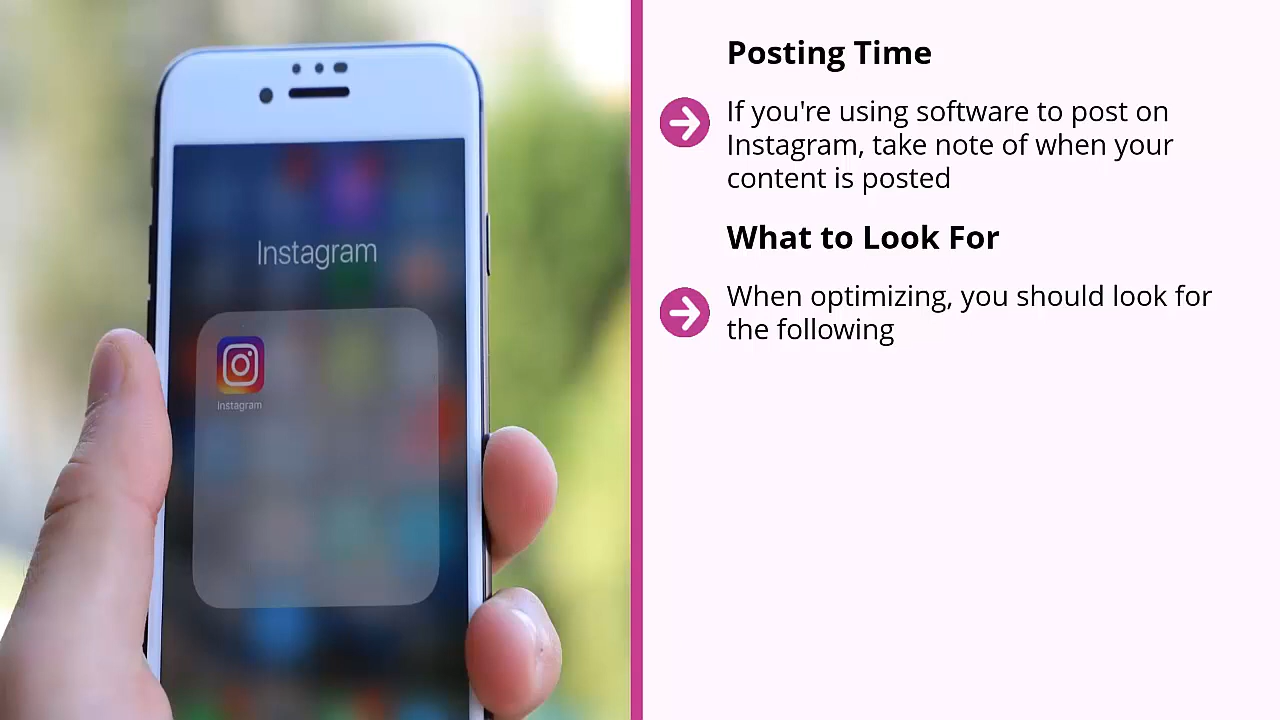 Instagram
Instagram
Posting Time
If you're using software to post on
Instagram, take note of when your
content is posted
What to Look For
When optimizing, you should look for
the following